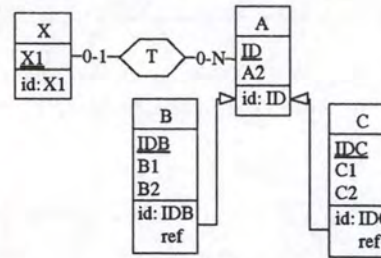 X
X1
id: X1
0-1
T
0-N
A
ID
A2
id: ID
B
IDB
B1
B2
id: IDB
ref
C
IDC
C1
C2
ref